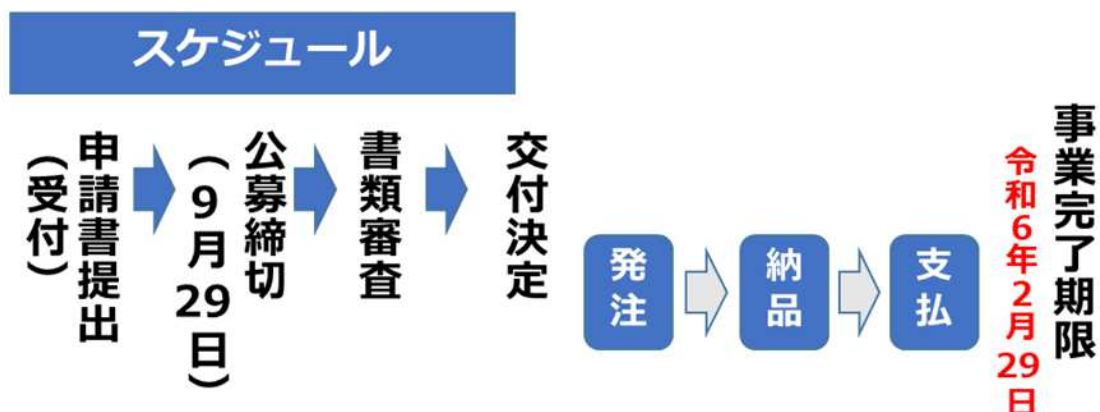 スケジュール
申請書提出
（受付）
公募締切
（9月29日）
書類審査
交付決定
発注
納品
支払
事業完了期限
令和6年2月29日